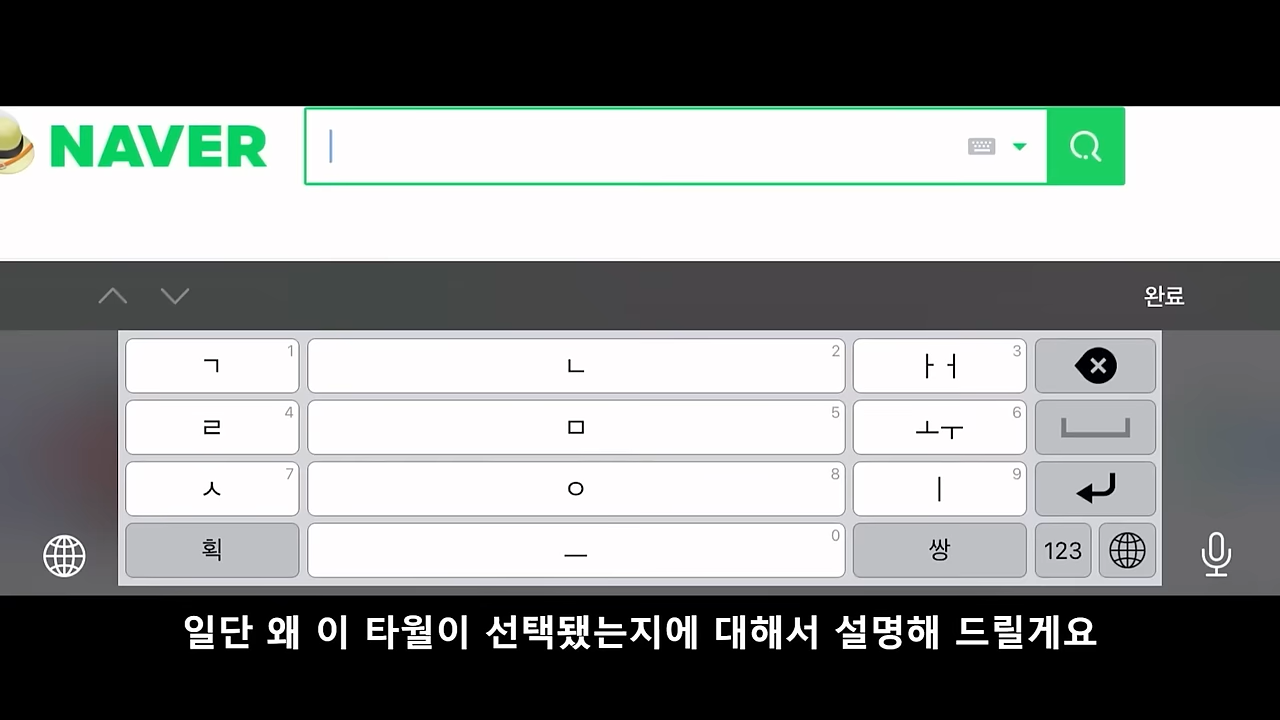 NAVER
완료
ㄱ 1 ㄴ 2 ㅏㅓ 3
ㄹ 4 ㅁ 5 ㅗㅜ 6
ㅅ 7 ㅇ 8 ㅣ 9
획 ㅡ 0 쌍 123
일단 왜 이 타월이 선택됐는지에 대해서 설명해 드릴게요